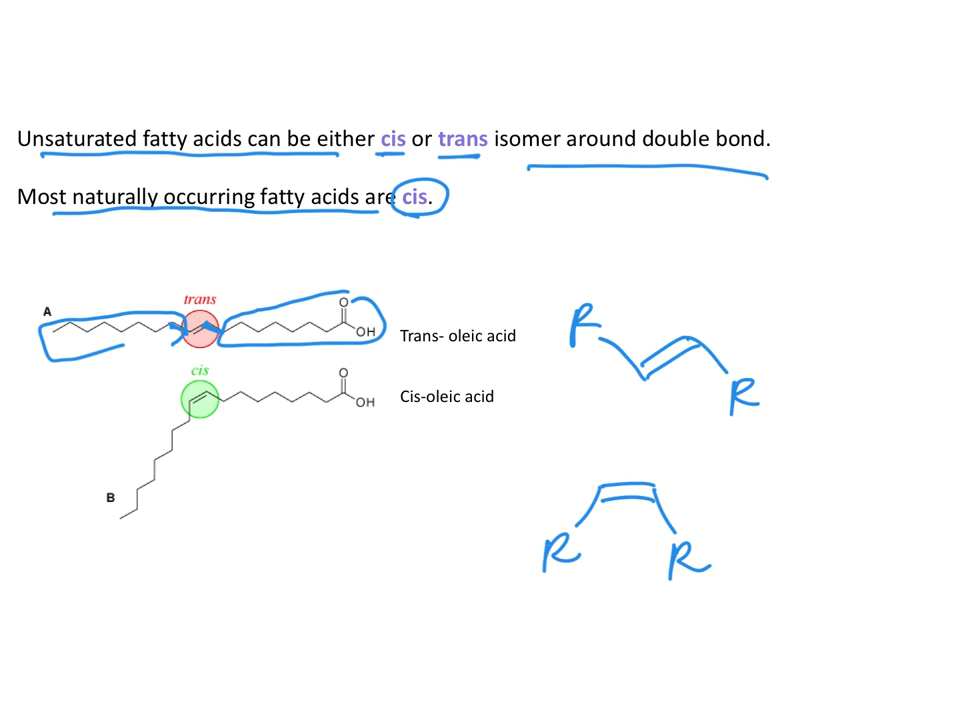 Unsaturated fatty acids can be either cis or trans isomer around double bond.
Most naturally occurring fatty acids are cis.
trans
A
O
OH
Trans- oleic acid
cis
O
OH
Cis-oleic acid
B
R
R
R
R